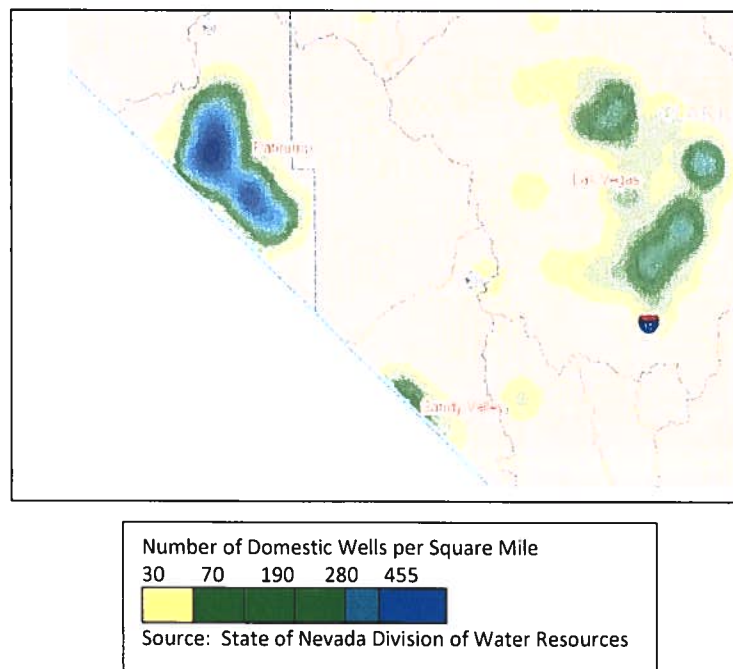 Pahrump
Las Vegas
15
Sandy Valley
Number of Domestic Wells per Square Mile
30 70 190 280 455
Source: State of Nevada Division of Water Resources